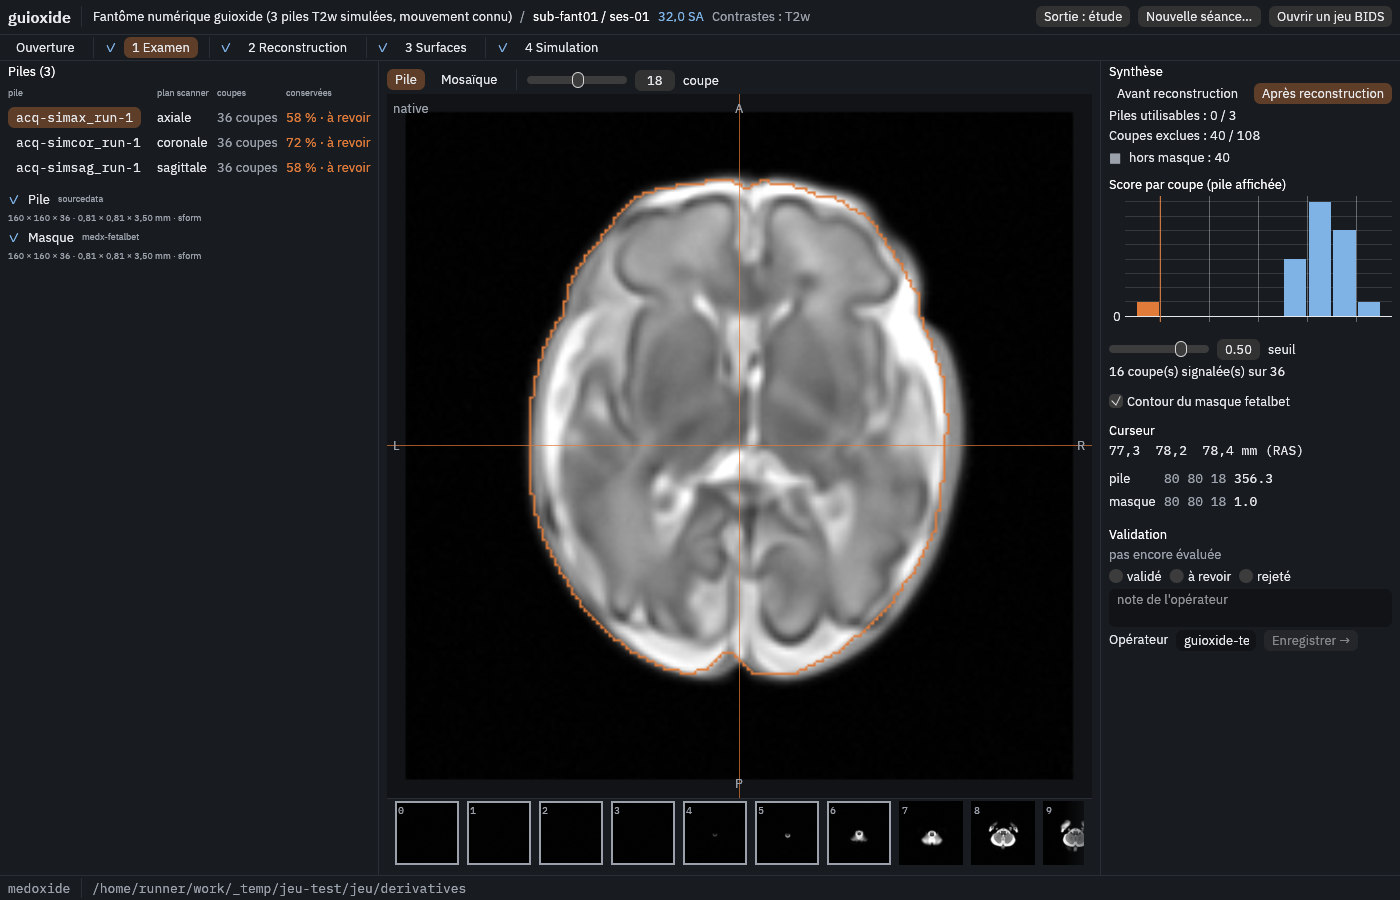 guioxide Fantôme numérique guioxide (3 piles T2w simulées, mouvement connu) / sub-fant01 / ses-01 32,0 SA Contrastes : T2w Sortie : étude Nouvelle séance... Ouvrir un jeu BIDS
Ouverture √ 1 Examen √ 2 Reconstruction √ 3 Surfaces √ 4 Simulation
Piles (3)
pile plan scanner coupes conservées
acq-simax_run-1 axiale 36 coupes 58 % · à revoir
acq-simcor_run-1 coronale 36 coupes 72 % · à revoir
acq-simsag_run-1 sagittale 36 coupes 58 % · à revoir
√ Pile sourcedata
160 × 160 × 36 · 0,81 × 0,81 × 3,50 mm · sform
√ Masque medx-fetalbet
160 × 160 × 36 · 0,81 × 0,81 × 3,50 mm · sform
Pile Mosaïque 18 coupe
native
A
L
R
P
0 1 2 3 4 5 6 7 8 9
Synthèse
Avant reconstruction Après reconstruction
Piles utilisables : 0 / 3
Coupes exclues : 40 / 108
hors masque : 40
Score par coupe (pile affichée)
0
0.50 seuil
16 coupe(s) signalée(s) sur 36
Contour du masque fetalbet
Curseur
77,3 78,2 78,4 mm (RAS)
pile 80 80 18 356.3
masque 80 80 18 1.0
Validation
pas encore évaluée
validé à revoir rejeté
note de l'opérateur
Opérateur guioxide-te Enregistrer →
medoxide /home/runner/work/_temp/jeu-test/jeu/derivatives